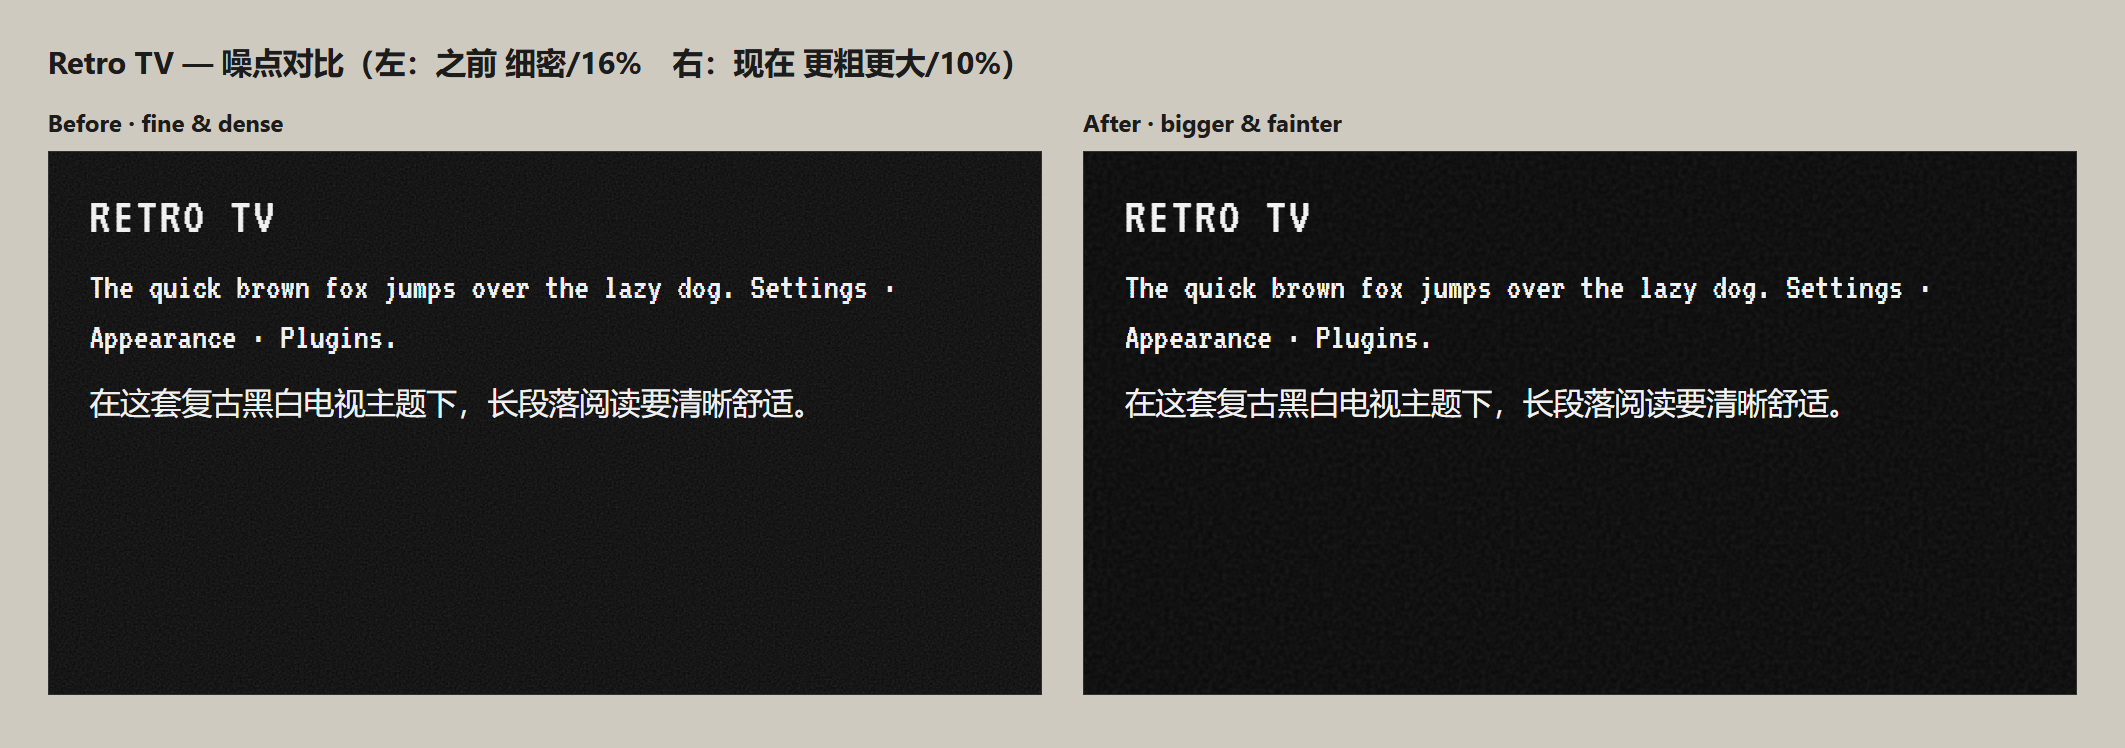 Retro TV — 噪点对比（左：之前 细密/16%　右：现在 更粗更大/10%）
Before · fine & dense
RETRO TV
The quick brown fox jumps over the lazy dog. Settings ·
Appearance · Plugins.
在这套复古黑白电视主题下，长段落阅读要清晰舒适。
After · bigger & fainter
RETRO TV
The quick brown fox jumps over the lazy dog. Settings ·
Appearance · Plugins.
在这套复古黑白电视主题下，长段落阅读要清晰舒适。